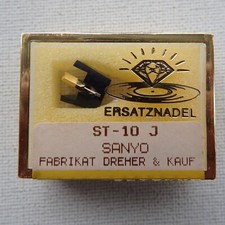 ERSATZNADEL
ST-10 J
SANYO
FABRIKAT DREHER & KAUF